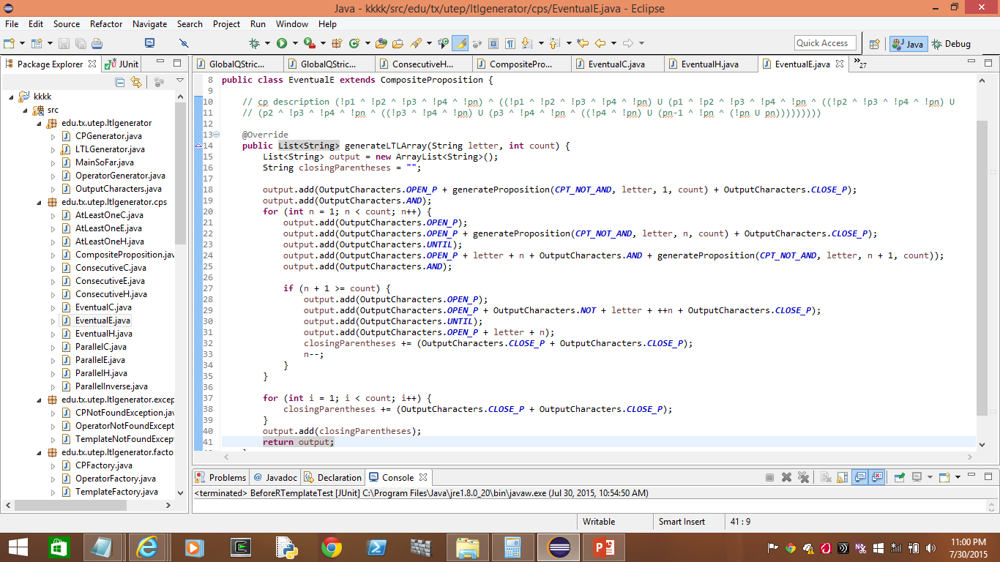 Java - kkkk/src/edu/tx/utep/ltlgenerator/cps/EventualE.java - Eclipse
File Edit Source Refactor Navigate Search Project Run Window Help
Quick Access Java Debug
Package Explorer JUnit
GlobalQStric... GlobalQStric... ConsecutiveH... CompositePro... EventualC.java EventualH.java EventualE.java »27
kkkk
src
edu.tx.utep.ltlgenerator
CPGenerator.java
LTLGenerator.java
MainSoFar.java
OperatorGenerator.java
OutputCharacters.java
edu.tx.utep.ltlgenerator.cps
AtLeastOneC.java
AtLeastOneE.java
AtLeastOneH.java
CompositeProposition.jav
ConsecutiveC.java
ConsecutiveE.java
ConsecutiveH.java
EventualC.java
EventualE.java
EventualH.java
ParallelC.java
ParallelE.java
ParallelH.java
ParallelInverse.java
edu.tx.utep.ltlgenerator.excep
CPNotFoundException.jav
OperatorNotFoundExcept
TemplateNotFoundExcep
edu.tx.utep.ltlgenerator.facto
CPFactory.java
OperatorFactory.java
TemplateFactory.java
8 public class EventualE extends CompositeProposition {
9
10 // cp description (!p1 ^ !p2 ^ !p3 ^ !p4 ^ !pn) ^ ((!p1 ^ !p2 ^ !p3 ^ !p4 ^ !pn) U (p1 ^ !p2 ^ !p3 ^ !p4 ^ !pn ^ ((!p2 ^ !p3 ^ !p4 ^ !pn) U
11 // (p2 ^ !p3 ^ !p4 ^ !pn ^ ((!p3 ^ !p4 ^ !pn) U (p3 ^ !p4 ^ !pn ^ ((!p4 ^ !pn) U (pn-1 ^ !pn ^ (!pn U pn)))))))))
12
13 @Override
14 public List<String> generateLTLArray(String letter, int count) {
15 List<String> output = new ArrayList<String>();
16 String closingParentheses = "";
17
18 output.add(OutputCharacters.OPEN_P + generateProposition(CPT_NOT_AND, letter, 1, count) + OutputCharacters.CLOSE_P);
19 output.add(OutputCharacters.AND);
20 for (int n = 1; n < count; n++) {
21 output.add(OutputCharacters.OPEN_P);
22 output.add(OutputCharacters.OPEN_P + generateProposition(CPT_NOT_AND, letter, n, count) + OutputCharacters.CLOSE_P);
23 output.add(OutputCharacters.UNTIL);
24 output.add(OutputCharacters.OPEN_P + letter + n + OutputCharacters.AND + generateProposition(CPT_NOT_AND, letter, n + 1, count));
25 output.add(OutputCharacters.AND);
26
27 if (n + 1 >= count) {
28 output.add(OutputCharacters.OPEN_P);
29 output.add(OutputCharacters.OPEN_P + OutputCharacters.NOT + letter + ++n + OutputCharacters.CLOSE_P);
30 output.add(OutputCharacters.UNTIL);
31 output.add(OutputCharacters.OPEN_P + letter + n);
32 closingParentheses += (OutputCharacters.CLOSE_P + OutputCharacters.CLOSE_P);
33 n--;
34 }
35 }
36
37 for (int i = 1; i < count; i++) {
38 closingParentheses += (OutputCharacters.CLOSE_P + OutputCharacters.CLOSE_P);
39 }
40 output.add(closingParentheses);
41 return output;
Problems @ Javadoc Declaration Console
<terminated> BeforeRTemplateTest [JUnit] C:\Program Files\Java\jre1.8.0_20\bin\javaw.exe (Jul 30, 2015, 10:54:50 AM)
Writable Smart Insert 41 : 9
11:00 PM
7/30/2015